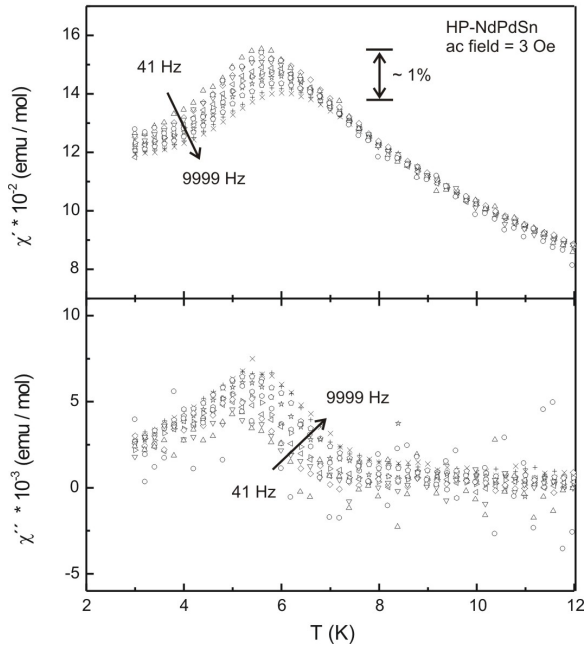 HP-NdPdSn
ac field = 3 Oe
41 Hz
~ 1%
9999 Hz
16
14
12
10
8
χ′ * 10⁻² (emu / mol)
9999 Hz
41 Hz
10
5
0
-5
χ′′ * 10⁻³ (emu / mol)
2 4 6 8 10 12
T (K)